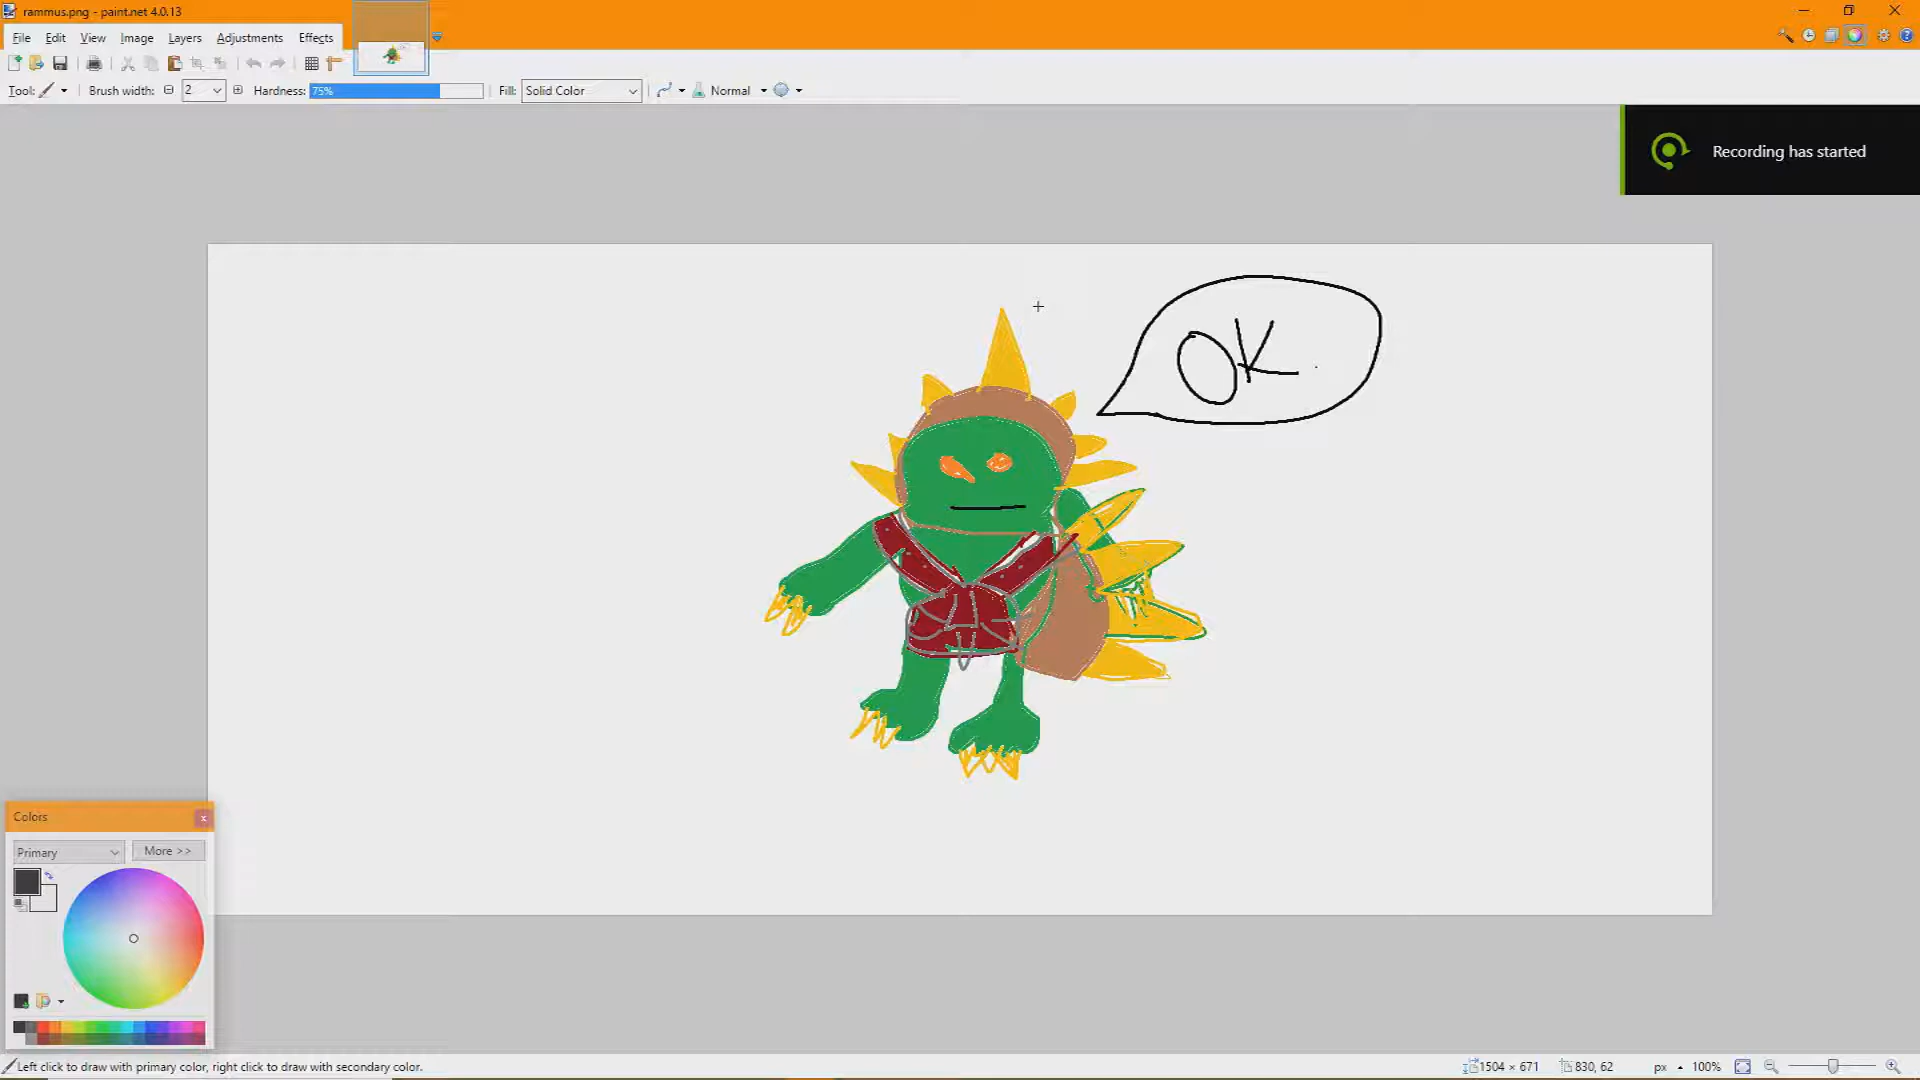 rammus.png - paint.net 4.0.13
File Edit View Image Layers Adjustments Effects
Tool: Brush width: 2 Hardness: 75% Fill: Solid Color Normal
Recording has started
OK
Colors
Primary More >>
Left click to draw with primary color, right click to draw with secondary color.
1504 × 671 830, 62 px 100%